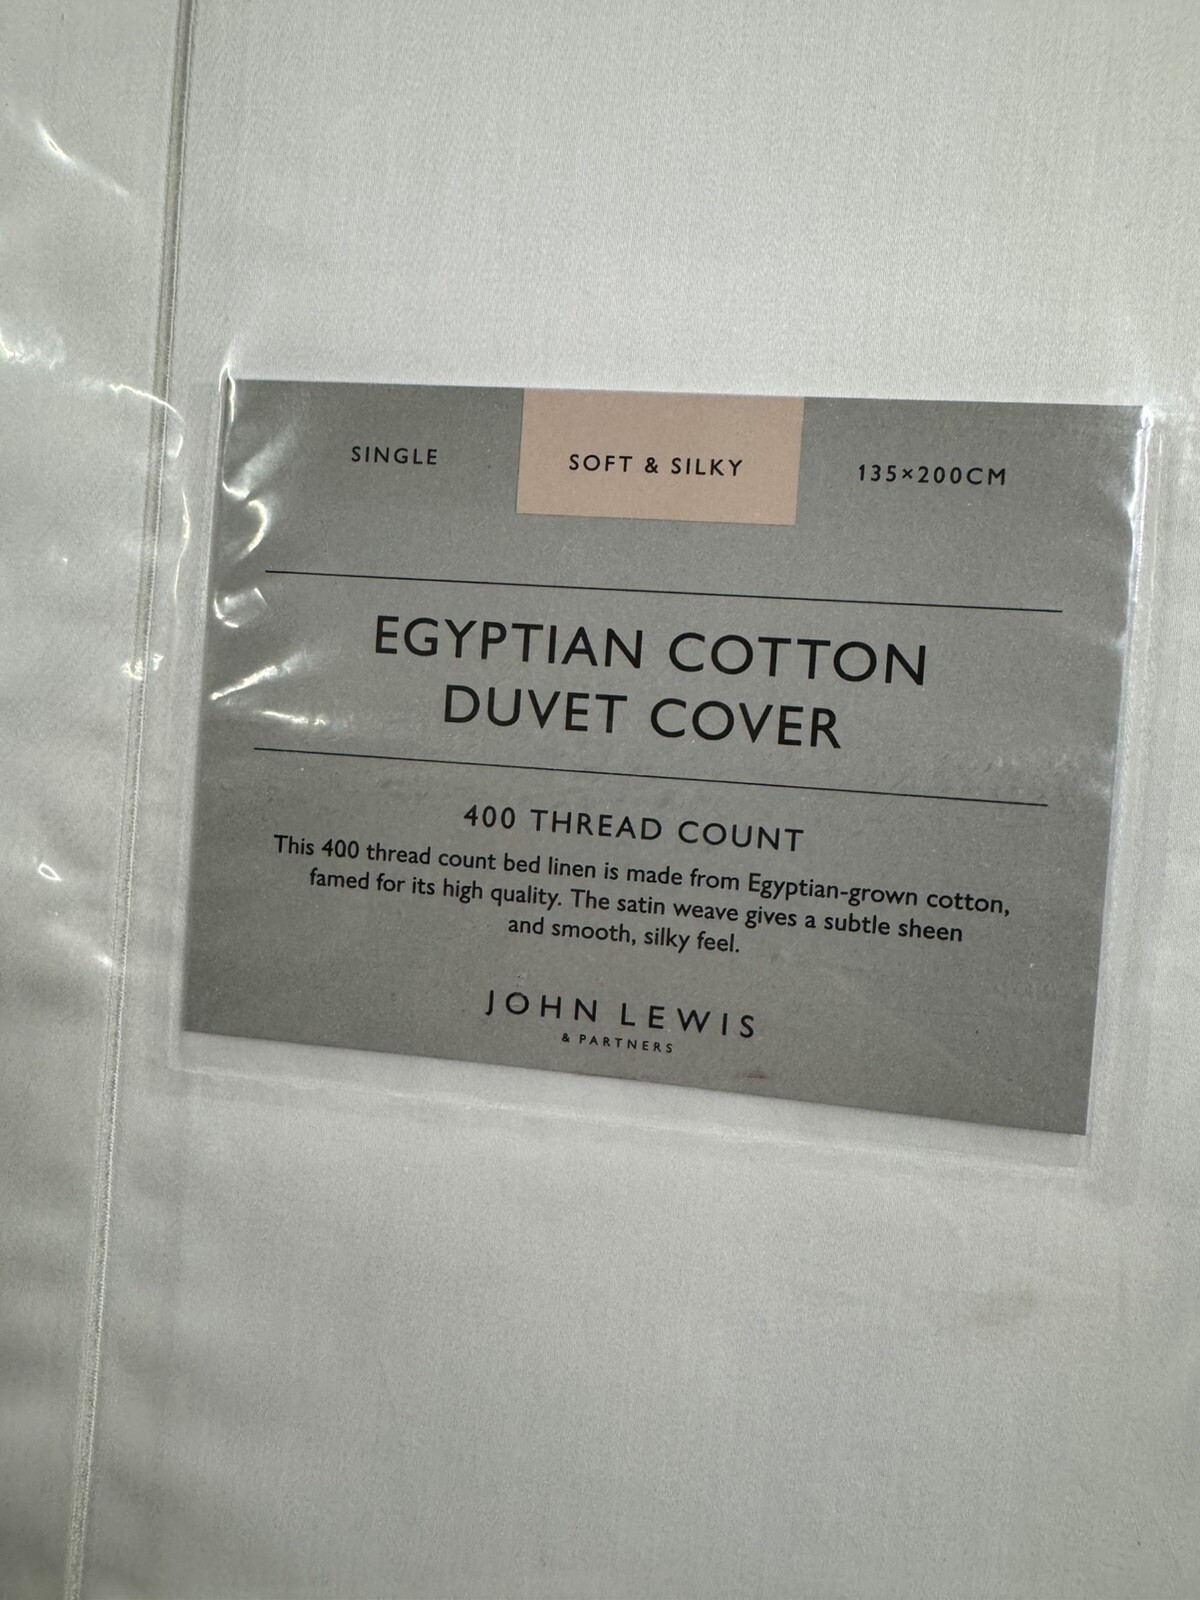 SINGLE
SOFT & SILKY
135×200CM
EGYPTIAN COTTON
DUVET COVER
400 THREAD COUNT
This 400 thread count bed linen is made from Egyptian-grown cotton,
famed for its high quality. The satin weave gives a subtle sheen
and smooth, silky feel.
JOHN LEWIS
& PARTNERS